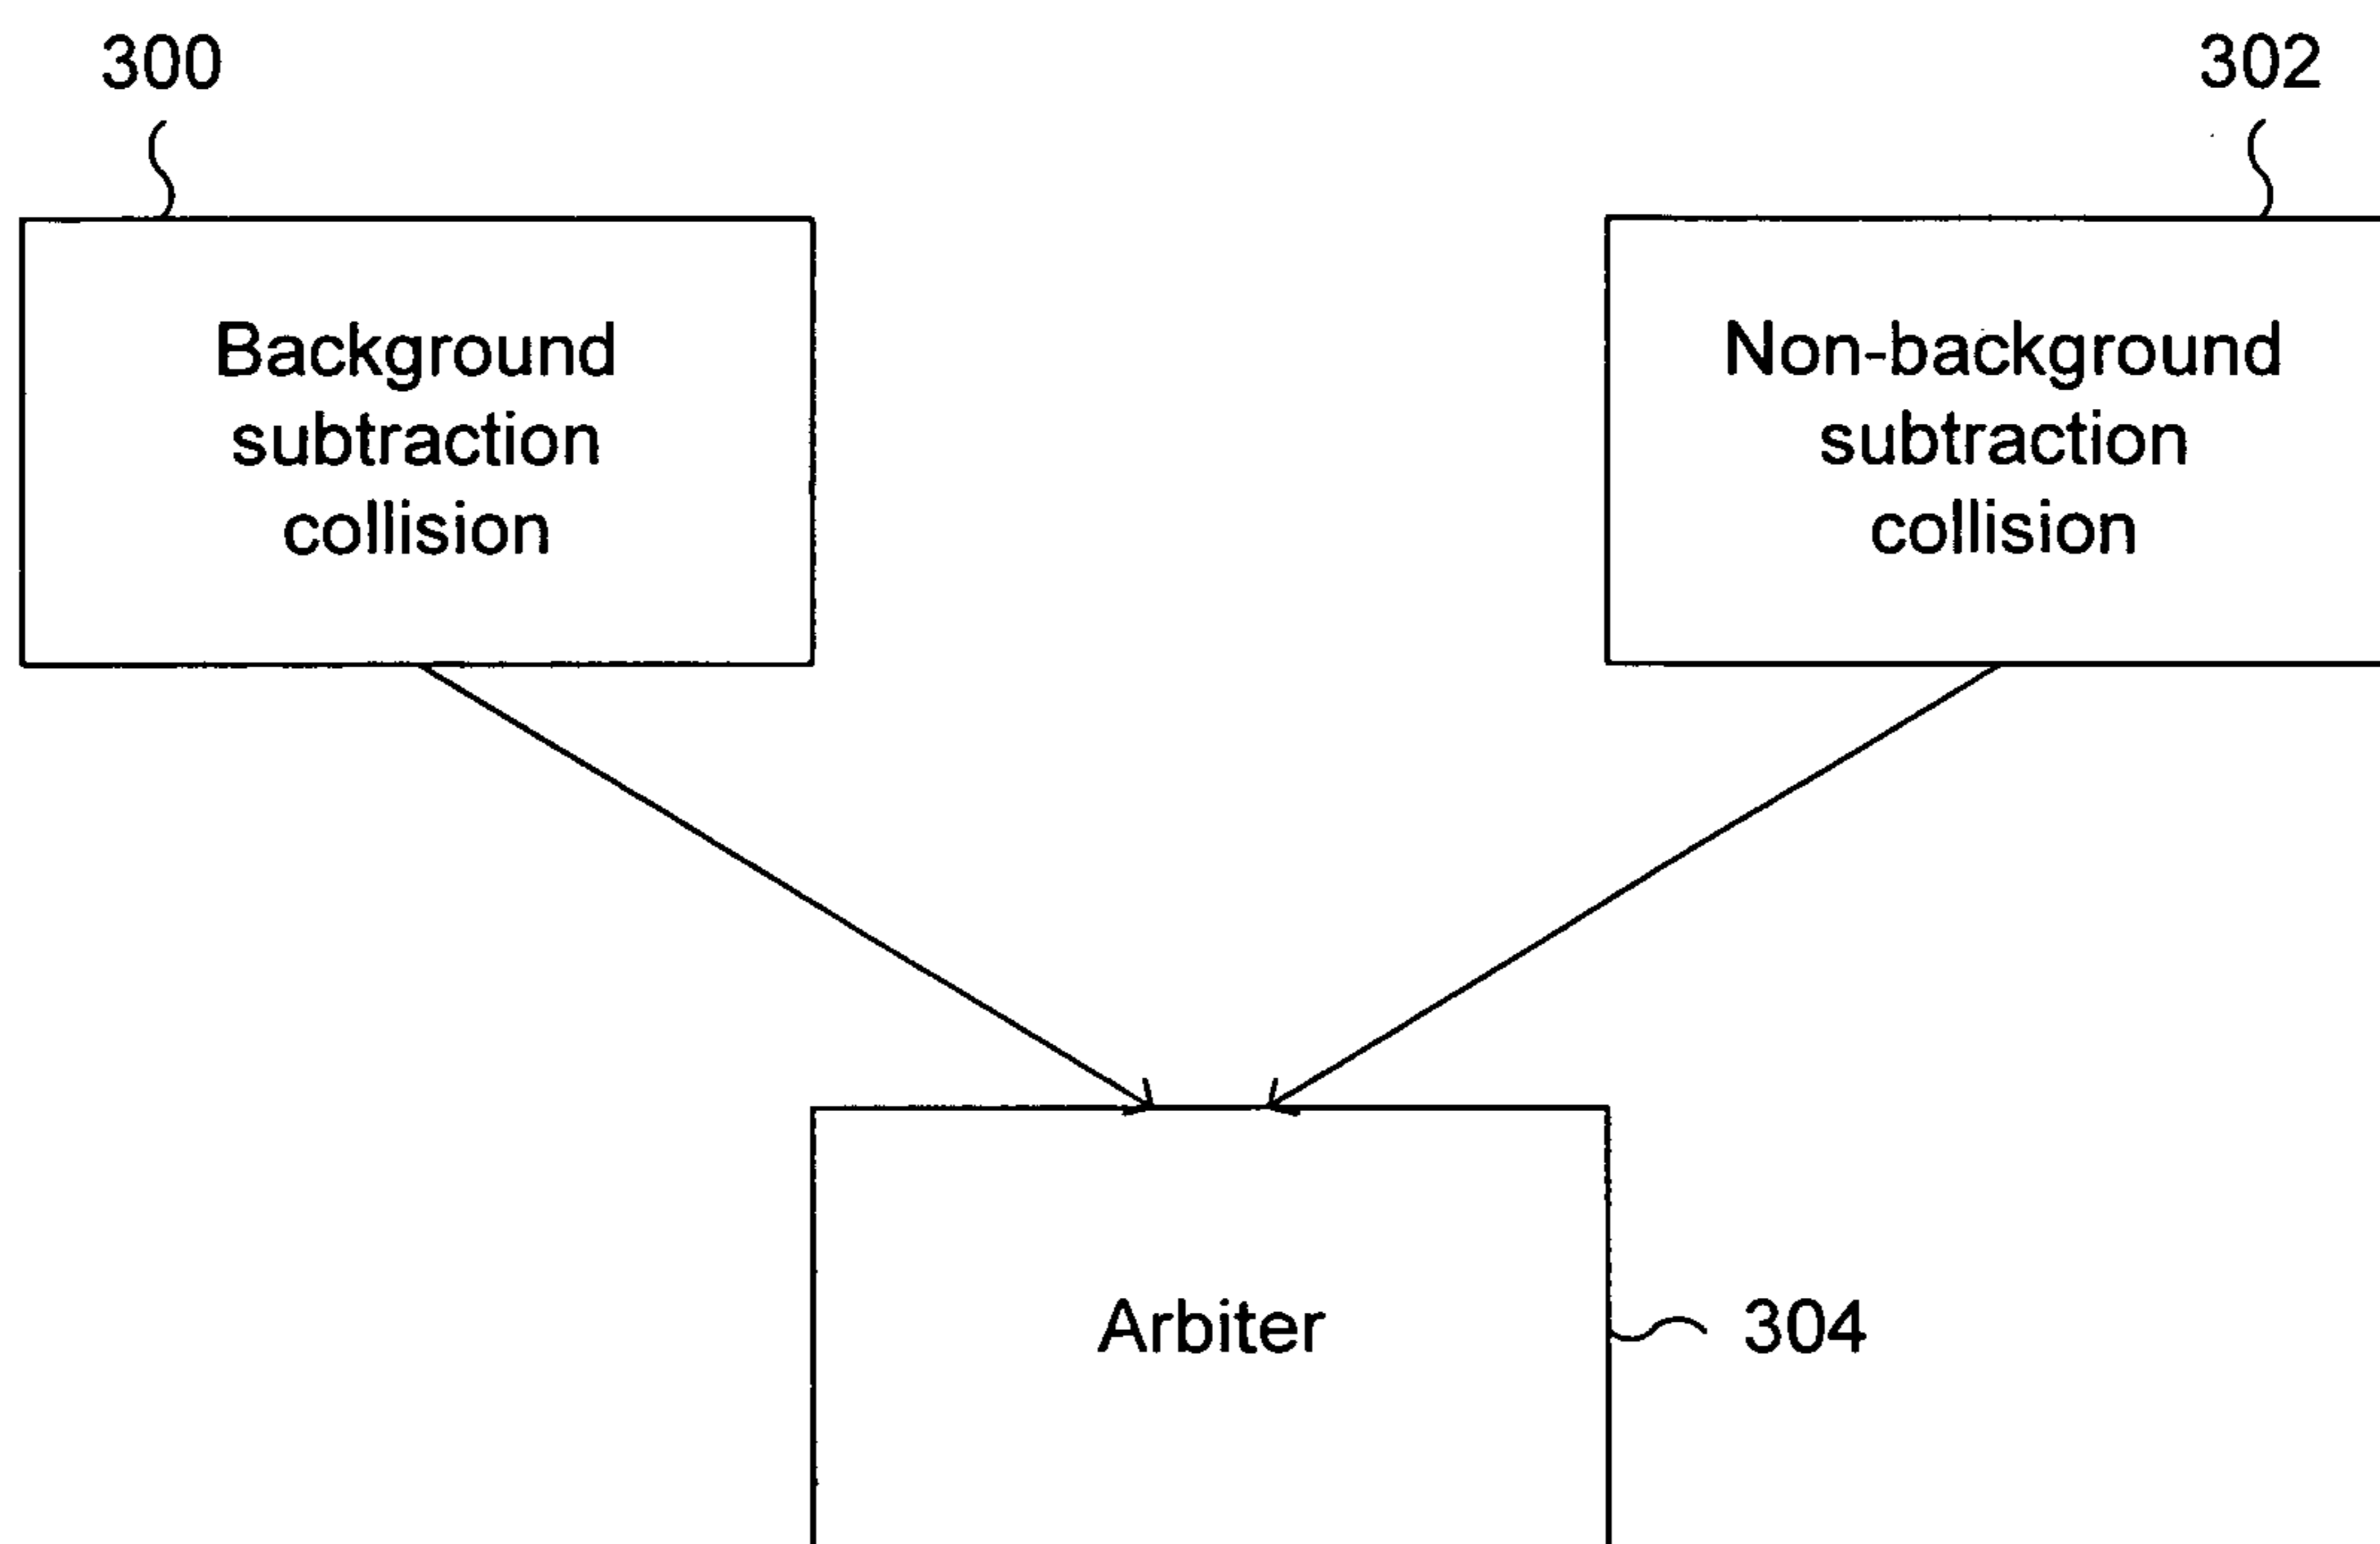 300
302
Background
subtraction
collision
Non-background
subtraction
collision
Arbiter
304